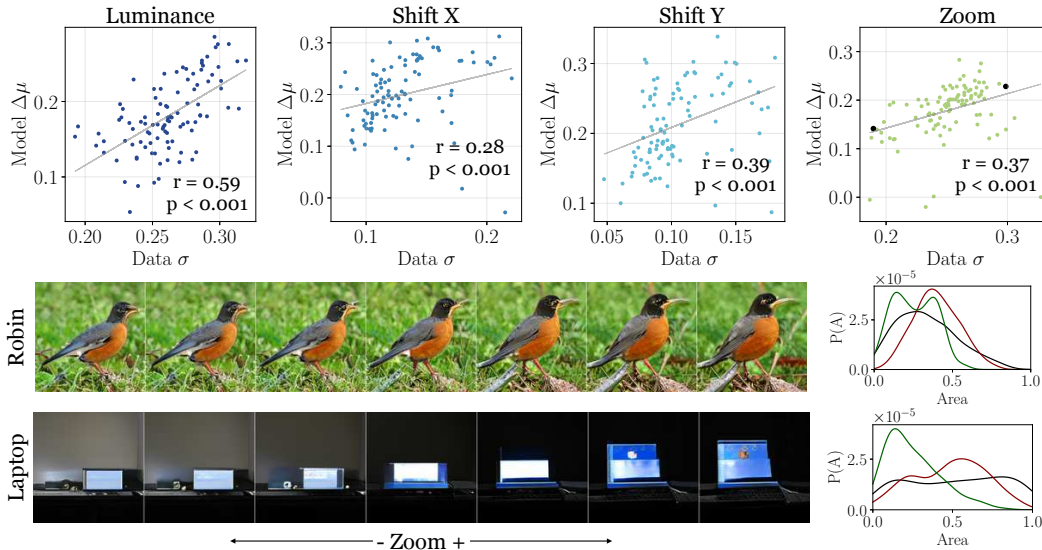 Luminance
Shift X
Shift Y
Zoom
Model Δμ
0.2
0.1
0.20
0.25
0.30
Data σ
r = 0.59
p < 0.001
Model Δμ
0.3
0.2
0.1
0.0
0.1
0.2
Data σ
r = 0.28
p < 0.001
Model Δμ
0.3
0.2
0.1
0.05
0.10
0.15
Data σ
r = 0.39
p < 0.001
Model Δμ
0.3
0.2
0.1
0.0
0.2
0.3
Data σ
r = 0.37
p < 0.001
Robin
×10⁻⁵
P(A)
2.5
0.0
0.0
0.5
1.0
Area
Laptop
×10⁻⁵
P(A)
2.5
0.0
0.0
0.5
1.0
Area
- Zoom +